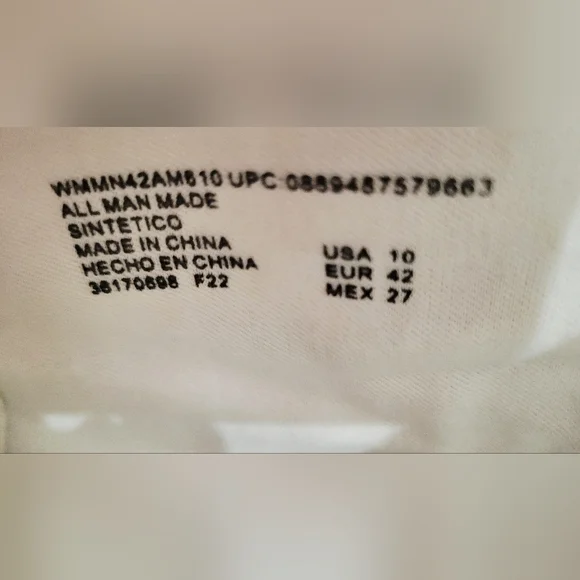 WMMN42AM610 UPC 0889487579663
ALL MAN MADE
SINTETICO
MADE IN CHINA
HECHO EN CHINA
36170696 F22
USA 10
EUR 42
MEX 27